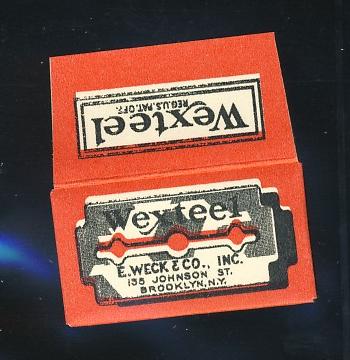 Wexteel
REG.U.S.PAT.OFF.
Wexteel
E. WECK & CO., INC.
135 JOHNSON ST.
BROOKLYN, N.Y.